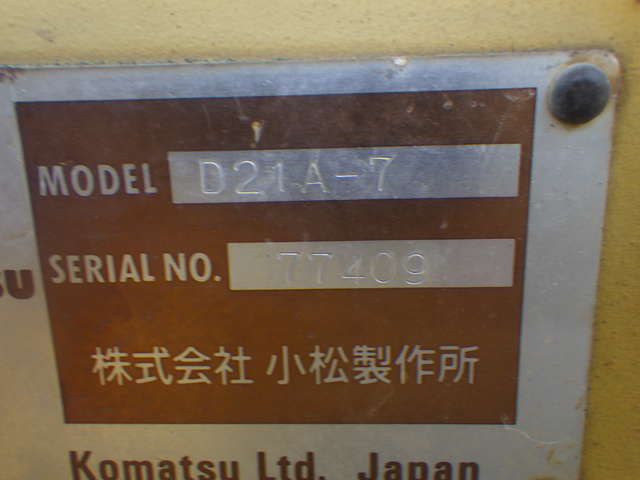 MODEL D21A-7
SERIAL NO. 77409
株式会社 小松製作所
Komatsu Ltd. Japan